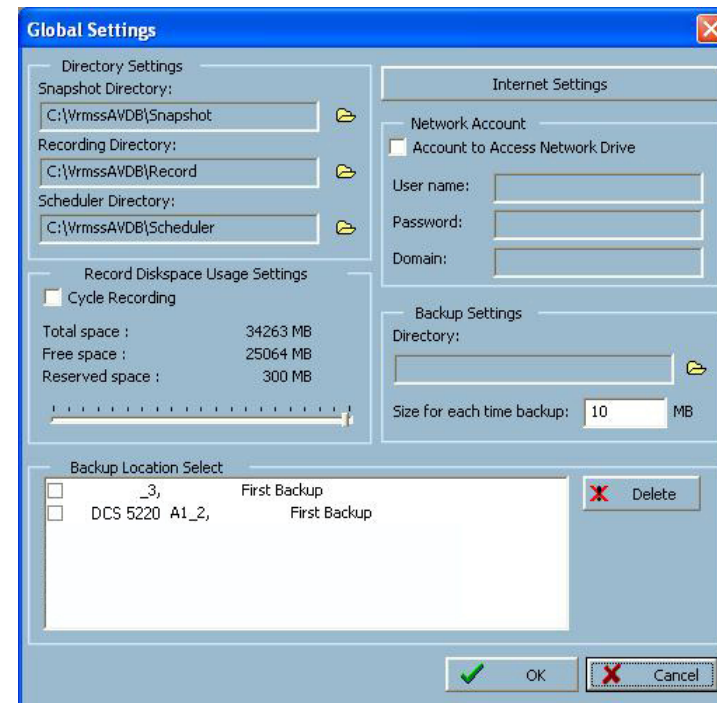 Global Settings
Directory Settings
Snapshot Directory:
C:\VrmssAVDB\Snapshot
Recording Directory:
C:\VrmssAVDB\Record
Scheduler Directory:
C:\VrmssAVDB\Scheduler
Record Diskspace Usage Settings
Cycle Recording
Total space : 34263 MB
Free space : 25064 MB
Reserved space : 300 MB
Internet Settings
Network Account
Account to Access Network Drive
User name:
Password:
Domain:
Backup Settings
Directory:
Size for each time backup: 10 MB
Backup Location Select
_3, First Backup
DCS 5220 A1_2, First Backup
Delete
OK
Cancel